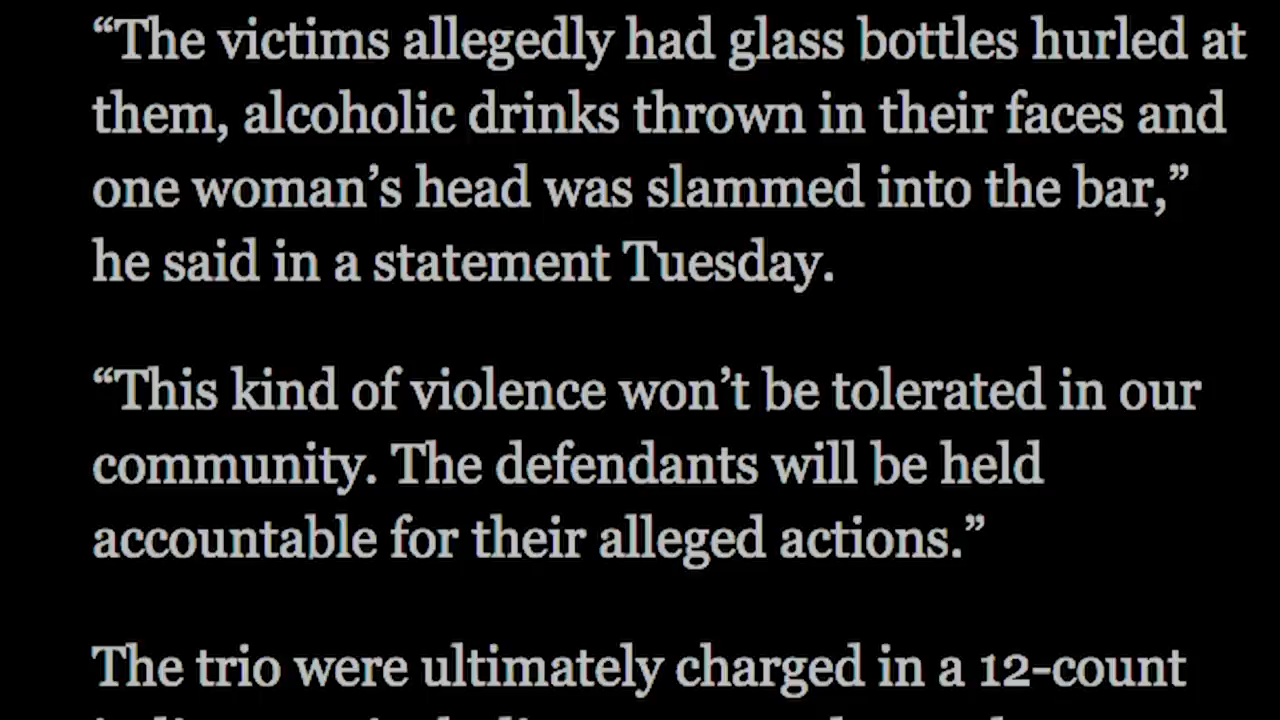 “The victims allegedly had glass bottles hurled at
them, alcoholic drinks thrown in their faces and
one woman’s head was slammed into the bar,”
he said in a statement Tuesday.
“This kind of violence won’t be tolerated in our
community. The defendants will be held
accountable for their alleged actions.”
The trio were ultimately charged in a 12-count